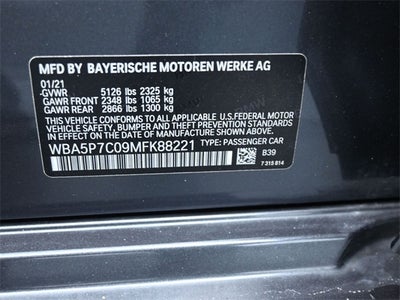 MFD BY BAYERISCHE MOTOREN WERKE AG
01/21
-GVWR 5126 lbs 2325 kg
GAWR FRONT 2348 lbs 1065 kg
GAWR REAR 2866 lbs 1300 kg
THIS VEHICLE CONFORMS TO ALL APPLICABLE U.S. FEDERAL MOTOR
VEHICLE SAFETY, BUMPER, AND THEFT PREVENTION STANDARDS
IN EFFECT ON THE DATE OF MANUFACTURE SHOWN ABOVE.
WBA5P7C09MFK88221 TYPE: PASSENGER CAR
B39
7 315 814